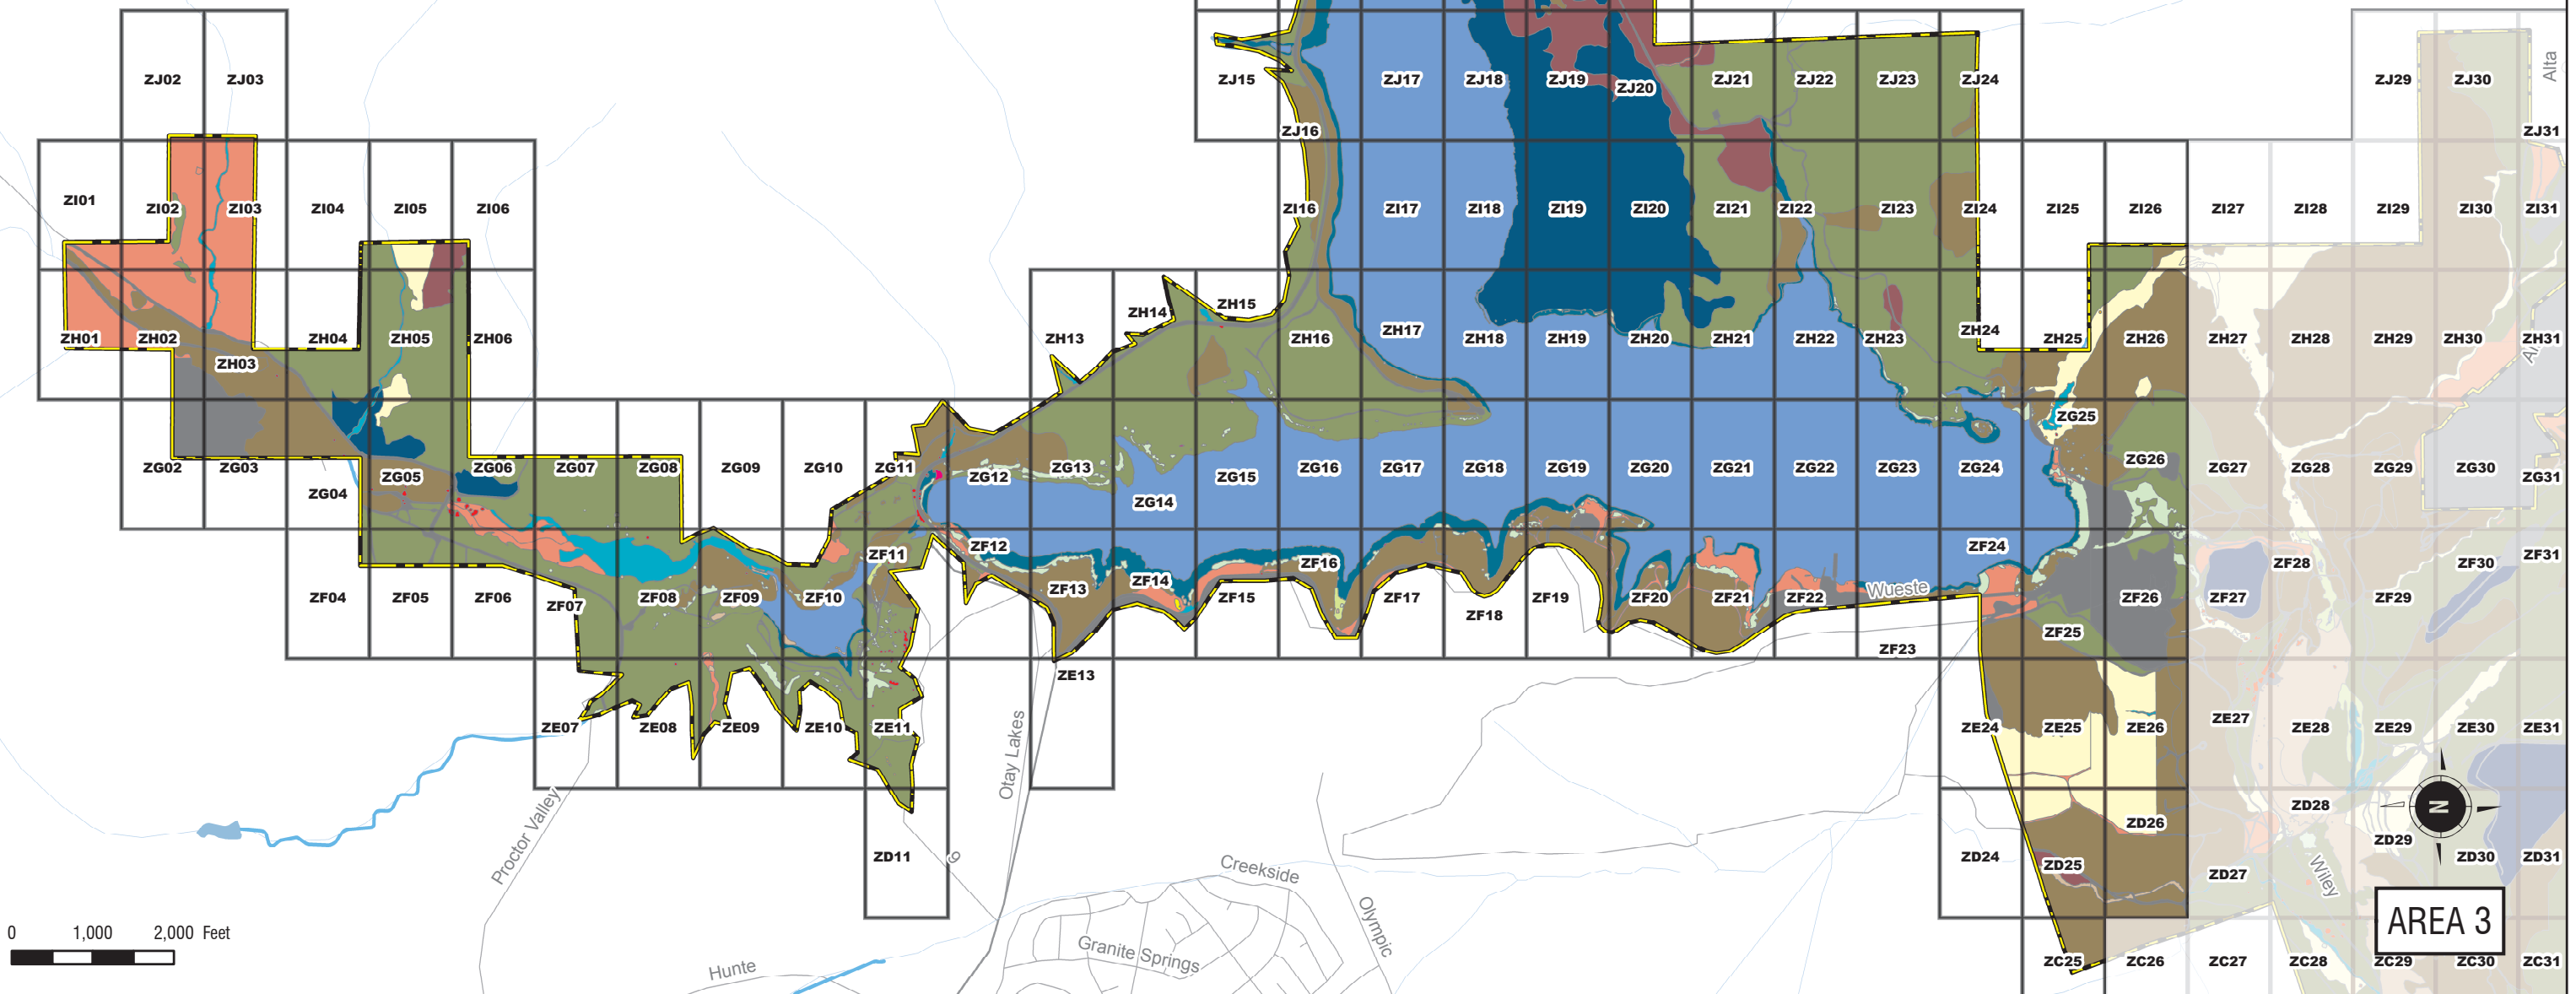 ZJ02 ZJ03 ZJ15 ZJ17 ZJ18 ZJ19 ZJ20 ZJ21 ZJ22 ZJ23 ZJ24 ZJ29 ZJ30 Alta
ZJ16 ZJ31
ZI01 ZI02 ZI03 ZI04 ZI05 ZI06 ZI16 ZI17 ZI18 ZI19 ZI20 ZI21 ZI22 ZI23 ZI24 ZI25 ZI26 ZI27 ZI28 ZI29 ZI30 ZI31
ZH01 ZH02 ZH03 ZH04 ZH05 ZH06 ZH13 ZH14 ZH15 ZH16 ZH17 ZH18 ZH19 ZH20 ZH21 ZH22 ZH23 ZH24 ZH25 ZH26 ZH27 ZH28 ZH29 ZH30 ZH31
ZG02 ZG03 ZG04 ZG05 ZG06 ZG07 ZG08 ZG09 ZG10 ZG11 ZG12 ZG13 ZG14 ZG15 ZG16 ZG17 ZG18 ZG19 ZG20 ZG21 ZG22 ZG23 ZG24 ZG25 ZG26 ZG27 ZG28 ZG29 ZG30 ZG31
ZF04 ZF05 ZF06 ZF07 ZF08 ZF09 ZF10 ZF11 ZF12 ZF13 ZF14 ZF15 ZF16 ZF17 ZF18 ZF19 ZF20 ZF21 ZF22 Wueste ZF23 ZF24 ZF25 ZF26 ZF27 ZF28 ZF29 ZF30 ZF31
ZE07 ZE08 ZE09 ZE10 ZE11 ZE13 ZE24 ZE25 ZE26 ZE27 ZE28 ZE29 ZE30 ZE31
Otay Lakes
Proctor Valley
N
ZD11 9 ZD24 ZD25 ZD26 ZD27 ZD28 ZD29 ZD30 ZD31
Creekside
Wiley
Olympic
0 1,000 2,000 Feet
AREA 3
Granite Springs
Hunte
ZC25 ZC26 ZC27 ZC28 ZC29 ZC30 ZC31